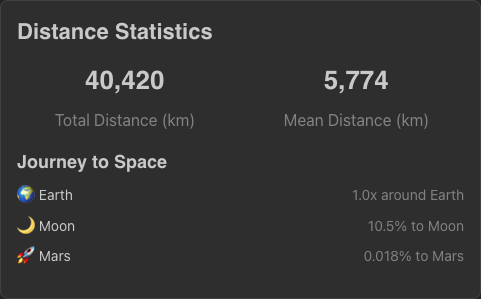 Distance Statistics
40,420 5,774
Total Distance (km) Mean Distance (km)
Journey to Space
🌍 Earth 1.0x around Earth
🌙 Moon 10.5% to Moon
🚀 Mars 0.018% to Mars